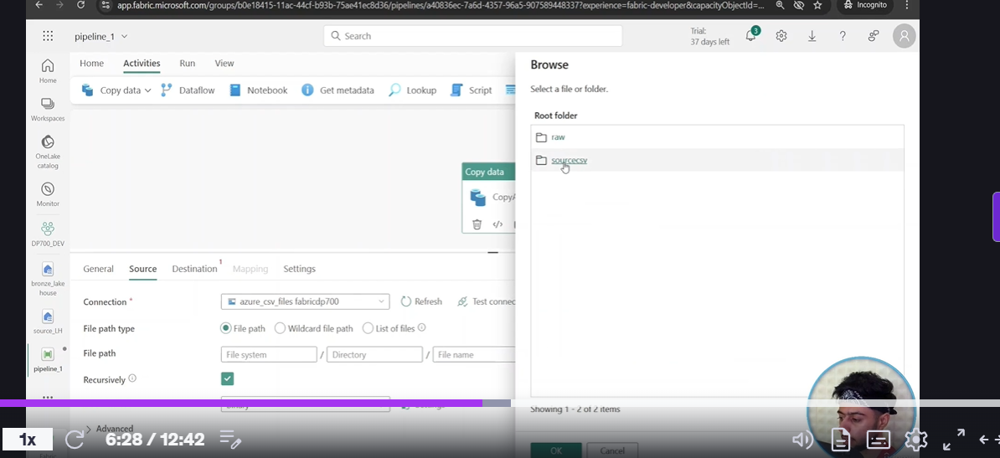 app.fabric.microsoft.com/groups/b0e18415-11ac-44cf-b93b-75ae41ec8d36/pipelines/a40836ec-7a6d-4357-96a5-907589448337?experience=fabric-developer&capacityObjectId=...
Incognito
pipeline_1
Search
Trial:
37 days left
3
Home
Activities
Run
View
Copy data
Dataflow
Notebook
Get metadata
Lookup
Script
Home
Workspaces
OneLake
catalog
Monitor
DP700_DEV
bronze_lake
house
source_LH
pipeline_1
Copy data
CopyA
General
Source
Destination 1
Mapping
Settings
Connection *
azure_csv_files fabricdp700
Refresh
Test connec
File path type
File path
Wildcard file path
List of files
File path
File system / Directory / File name
Recursively
Advanced
Browse
Select a file or folder.
Root folder
raw
sourcecsv
Showing 1 - 2 of 2 items
OK
Cancel
1x
6:28 / 12:42